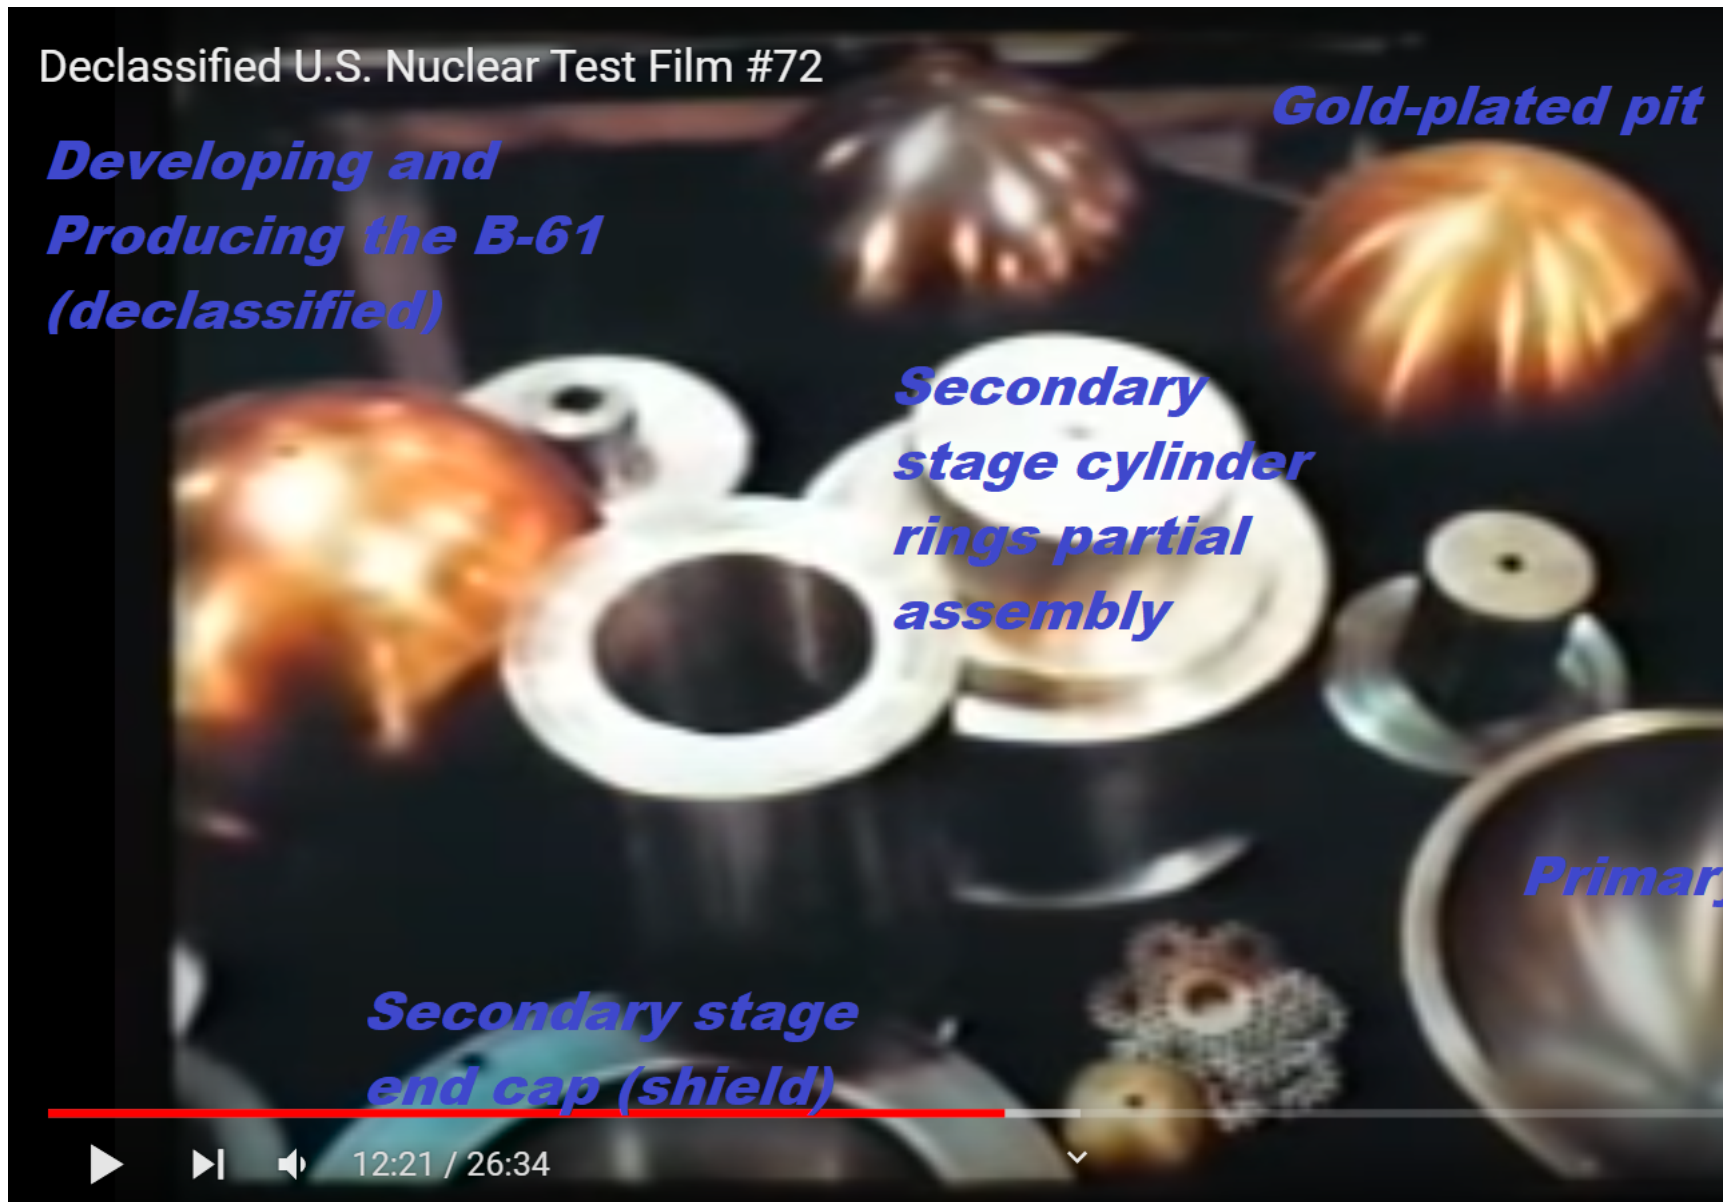 Declassified U.S. Nuclear Test Film #72
Gold-plated pit
Developing and
Producing the B-61
(declassified)
Secondary
stage cylinder
rings partial
assembly
Primary
Secondary stage
end cap (shield)
12:21 / 26:34